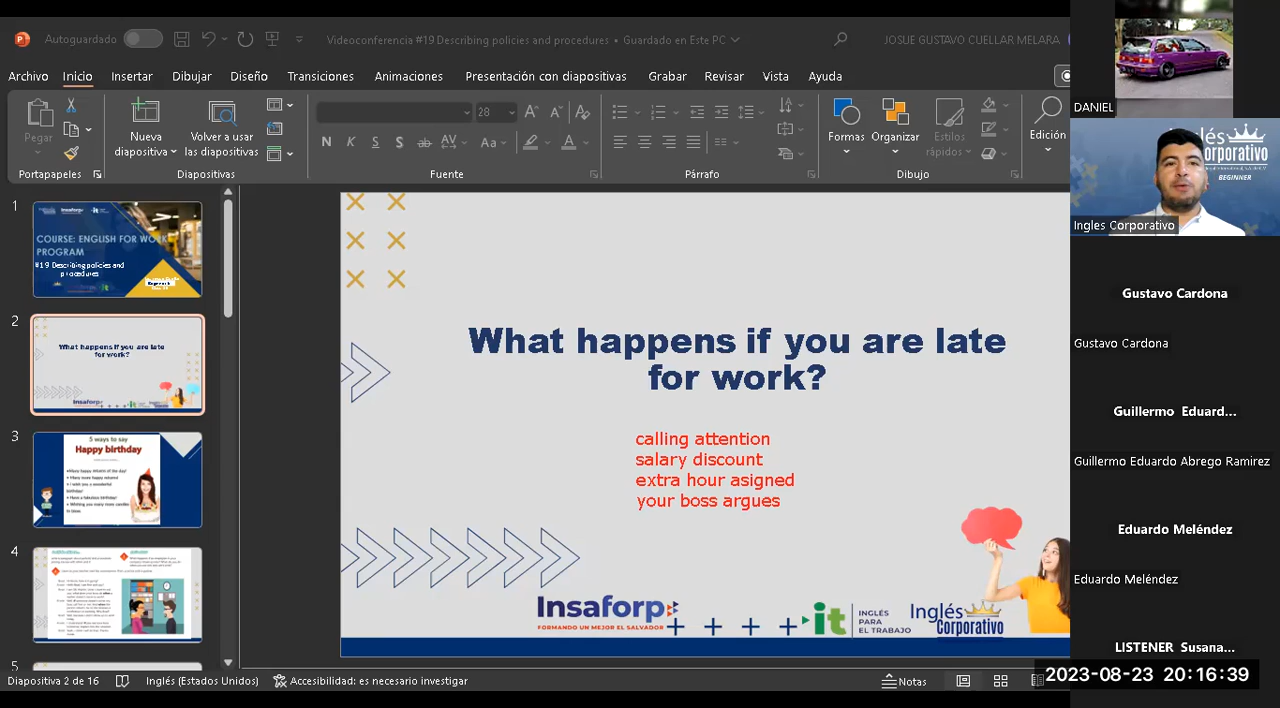 Autoguardado
Videoconferencia #19 Describing policies and procedures • Guardado en Este PC
JOSUE GUSTAVO CUELLAR MELARA
Archivo Inicio Insertar Dibujar Diseño Transiciones Animaciones Presentación con diapositivas Grabar Revisar Vista Ayuda
Pegar
Nueva diapositiva
Volver a usar las diapositivas
28
N K S S ab AV Aa A
Formas Organizar Estilos rápidos Edición
Portapapeles Diapositivas Fuente Párrafo Dibujo
1
COURSE: ENGLISH FOR WORK
PROGRAM
#19 Describing policies and
procedures
2
What happens if you are late
for work?
3
5 ways to say
Happy birthday
4
5
What happens if you are late
for work?
calling attention
salary discount
extra hour asigned
your boss argues
nsaforp
FORMANDO UN MEJOR EL SALVADOR
it
INGLÉS
PARA
EL TRABAJO
Inglés
Corporativo
Diapositiva 2 de 16 Inglés (Estados Unidos) Accesibilidad: es necesario investigar Notas
DANIEL
Inglés
orporativo
BEGINNER
Ingles Corporativo
Gustavo Cardona
Gustavo Cardona
Guillermo Eduard...
Guillermo Eduardo Abrego Ramirez
Eduardo Meléndez
Eduardo Meléndez
LISTENER Susana...
2023-08-23 20:16:39